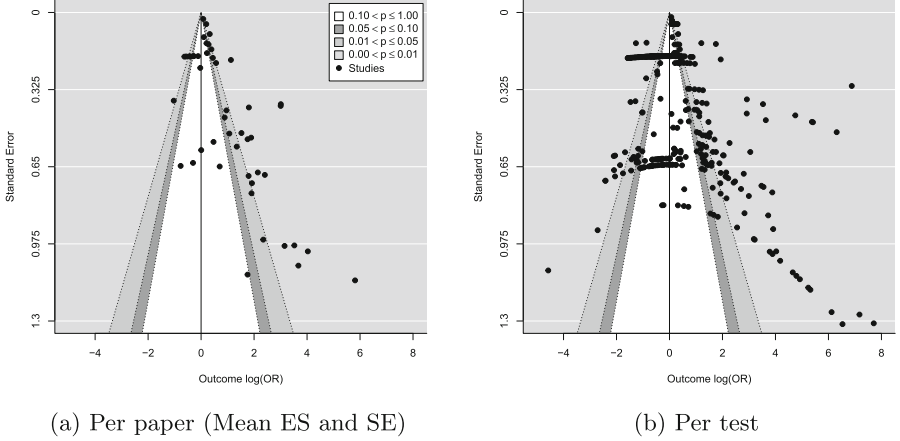 0.10 < p ≤ 1.00
0.05 < p ≤ 0.10
0.01 < p ≤ 0.05
0.00 < p ≤ 0.01
Studies
Standard Error
0
0.325
0.65
0.975
1.3
−4
−2
0
2
4
6
8
Outcome log(OR)
(a) Per paper (Mean ES and SE)
Standard Error
0
0.325
0.65
0.975
1.3
−4
−2
0
2
4
6
8
Outcome log(OR)
(b) Per test